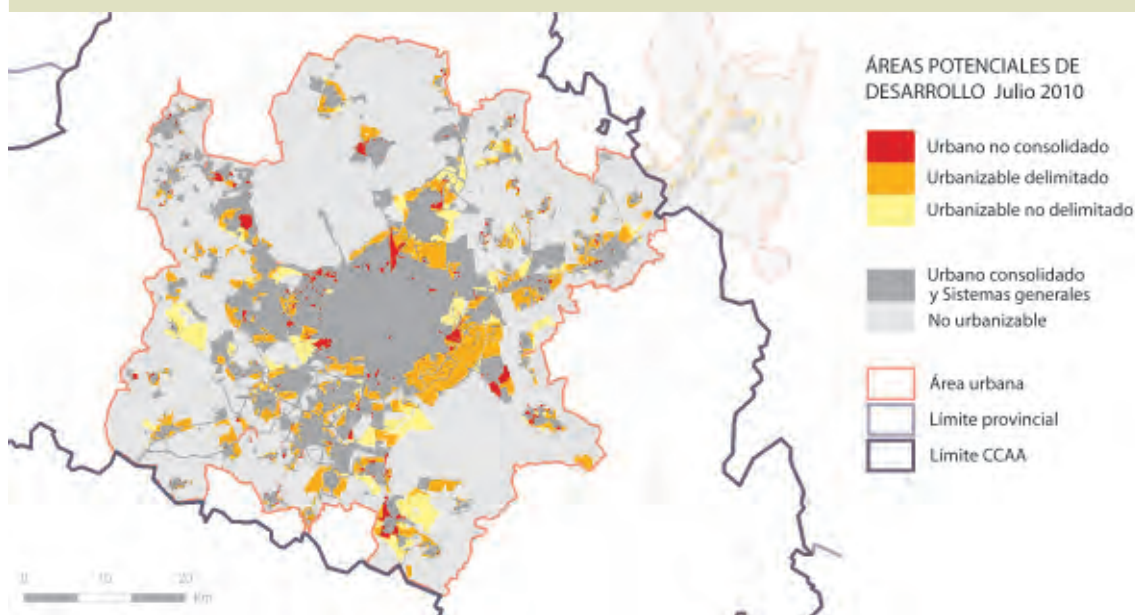 ÁREAS POTENCIALES DE
DESARROLLO Julio 2010
Urbano no consolidado
Urbanizable delimitado
Urbanizable no delimitado
Urbano consolidado
y Sistemas generales
No urbanizable
Área urbana
Límite provincial
Límite CCAA
0 10 20
Km